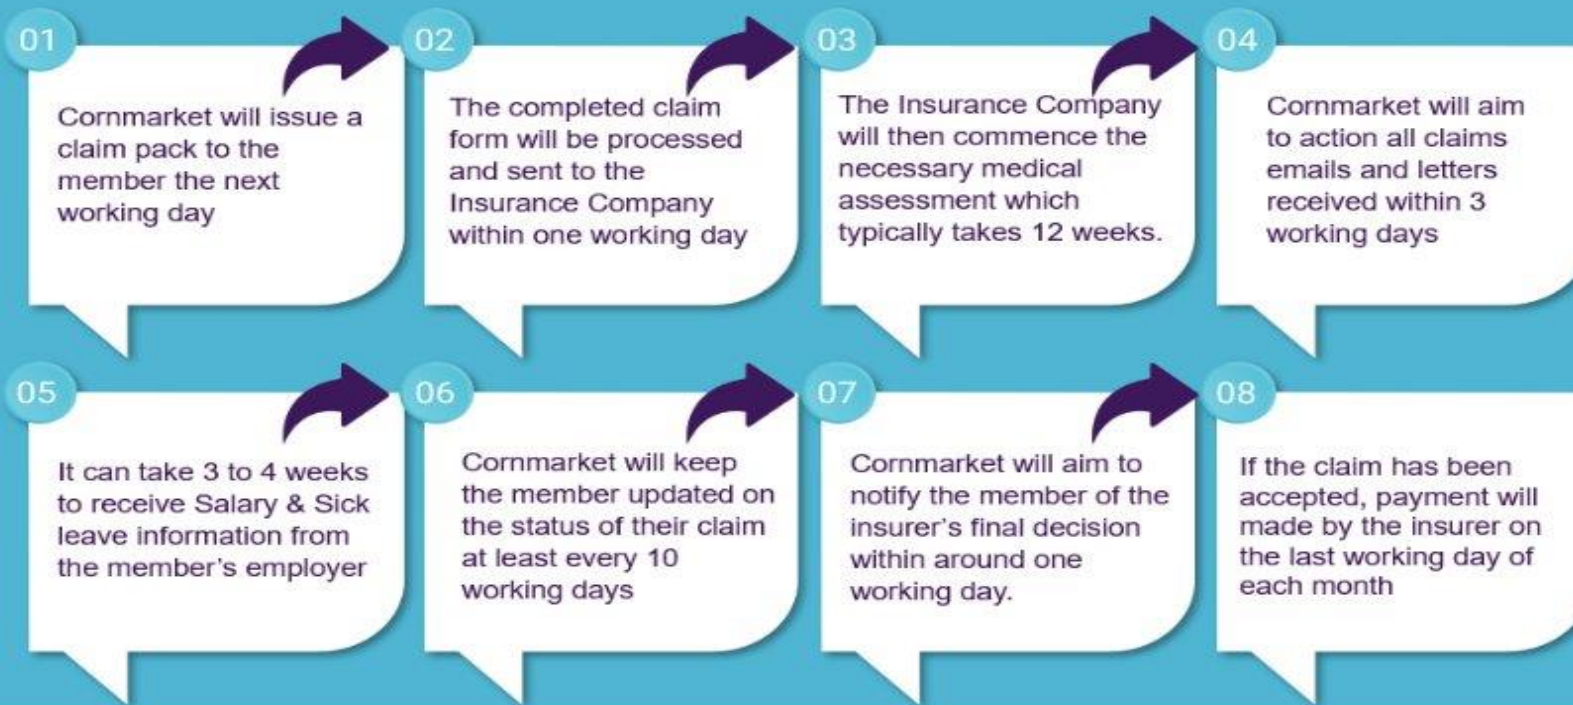 01
Cornmarket will issue a
claim pack to the
member the next
working day
02
The completed claim
form will be processed
and sent to the
Insurance Company
within one working day
03
The Insurance Company
will then commence the
necessary medical
assessment which
typically takes 12 weeks.
04
Cornmarket will aim
to action all claims
emails and letters
received within 3
working days
05
It can take 3 to 4 weeks
to receive Salary & Sick
leave information from
the member's employer
06
Cornmarket will keep
the member updated on
the status of their claim
at least every 10
working days
07
Cornmarket will aim to
notify the member of the
insurer's final decision
within around one
working day.
08
If the claim has been
accepted, payment will
made by the insurer on
the last working day of
each month